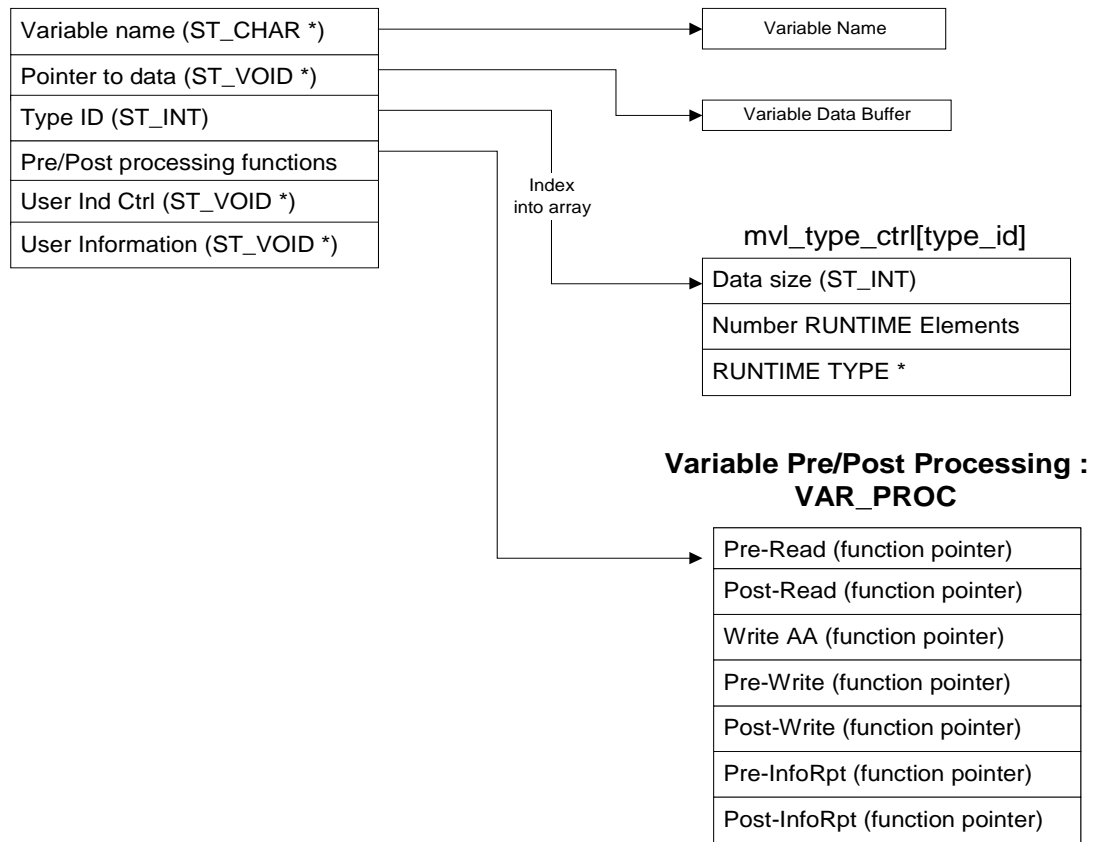 Variable name (ST_CHAR *)
Pointer to data (ST_VOID *)
Type ID (ST_INT)
Pre/Post processing functions
User Ind Ctrl (ST_VOID *)
User Information (ST_VOID *)
Variable Name
Variable Data Buffer
Index
into array
mvl_type_ctrl[type_id]
Data size (ST_INT)
Number RUNTIME Elements
RUNTIME TYPE *
Variable Pre/Post Processing :
VAR_PROC
Pre-Read (function pointer)
Post-Read (function pointer)
Write AA (function pointer)
Pre-Write (function pointer)
Post-Write (function pointer)
Pre-InfoRpt (function pointer)
Post-InfoRpt (function pointer)